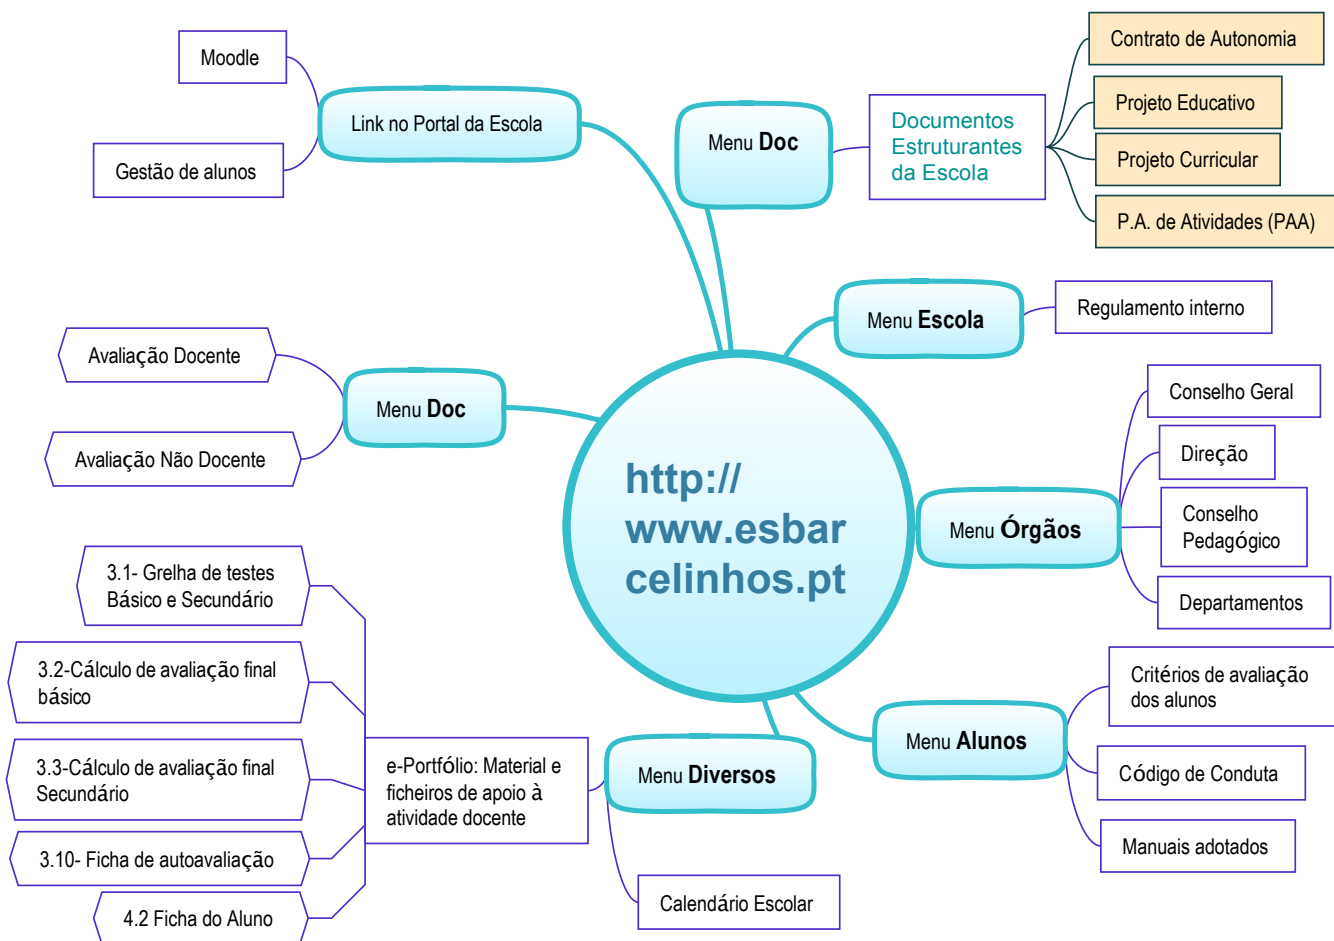 Moodle
Link no Portal da Escola
Gestão de alunos
Menu Doc
Documentos
Estruturantes
da Escola
Contrato de Autonomia
Projeto Educativo
Projeto Curricular
P.A. de Atividades (PAA)
Menu Escola
Regulamento interno
Avaliação Docente
Menu Doc
Avaliação Não Docente
http://
www.esbar
celinhos.pt
Menu Órgãos
Conselho Geral
Direção
Conselho
Pedagógico
Departamentos
Menu Alunos
Critérios de avaliação
dos alunos
Código de Conduta
Manuais adotados
Menu Diversos
e-Portfólio: Material e
ficheiros de apoio à
atividade docente
Calendário Escolar
3.1- Grelha de testes
Básico e Secundário
3.2-Cálculo de avaliação final
básico
3.3-Cálculo de avaliação final
Secundário
3.10- Ficha de autoavaliação
4.2 Ficha do Aluno